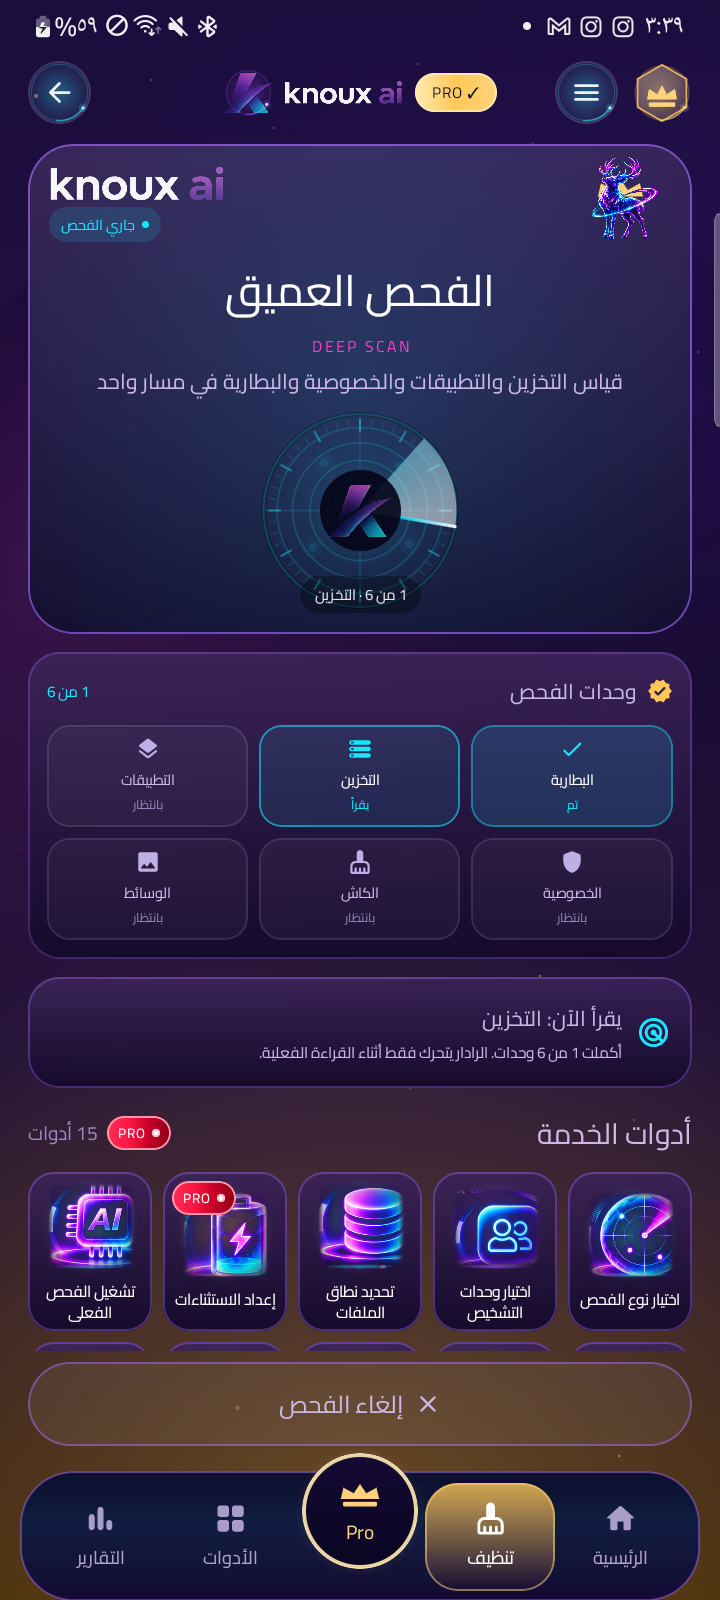 ٣:٣٩
%٥٩
knoux ai
PRO ✓
knoux ai
جاري الفحص
الفحص العميق
DEEP SCAN
قياس التخزين والتطبيقات والخصوصية والبطارية في مسار واحد
1 من 6 · التخزين
وحدات الفحص
1 من 6
البطارية
تم
التخزين
يقرأ
التطبيقات
بانتظار
الخصوصية
بانتظار
الكاش
بانتظار
الوسائط
بانتظار
يقرأ الآن: التخزين
أكملت 1 من 6 وحدات. الرادار يتحرك فقط أثناء القراءة الفعلية.
أدوات الخدمة
PRO
15 أدوات
اختيار نوع الفحص
اختيار وحدات
التشخيص
تحديد نطاق
الملفات
PRO
إعداد الاستثناءات
AI
تشغيل الفحص
الفعلي
إلغاء الفحص
الرئيسية
تنظيف
Pro
الأدوات
التقارير